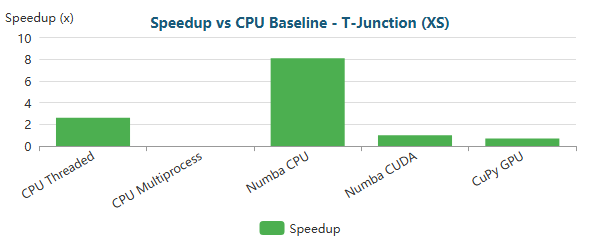 Speedup (x)
Speedup vs CPU Baseline - T-Junction (XS)
10
8
6
4
2
0
CPU Threaded
CPU Multiprocess
Numba CPU
Numba CUDA
CuPy GPU
Speedup